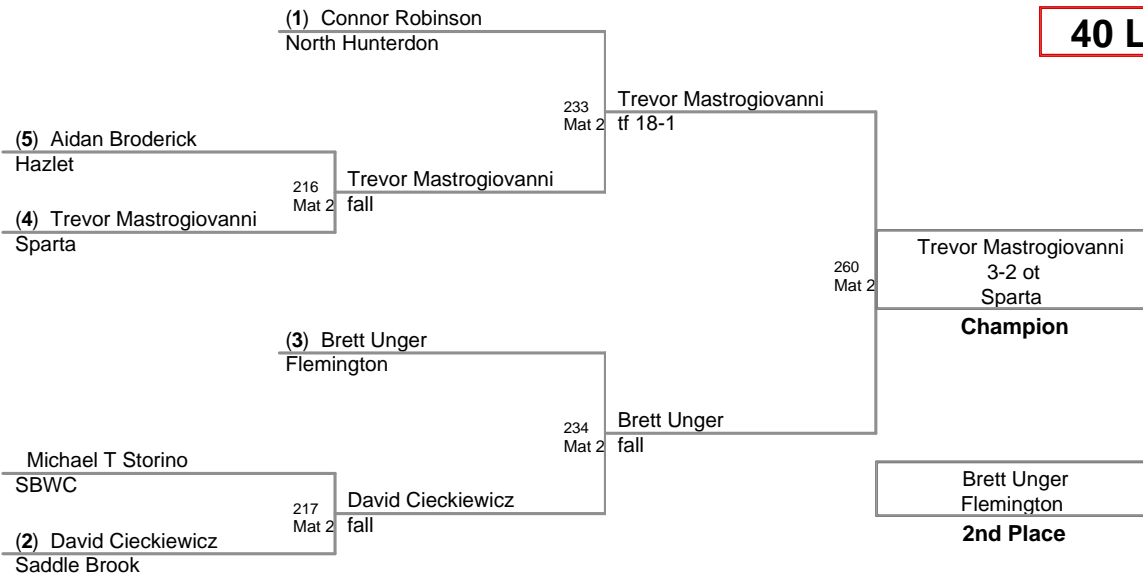 (1) Connor Robinson
North Hunterdon
40 L
233
Mat 2
Trevor Mastrogiovanni
tf 18-1
(5) Aidan Broderick
Hazlet
216
Mat 2
Trevor Mastrogiovanni
fall
(4) Trevor Mastrogiovanni
Sparta
260
Mat 2
Trevor Mastrogiovanni
3-2 ot
Sparta
Champion
(3) Brett Unger
Flemington
234
Mat 2
Brett Unger
fall
Michael T Storino
SBWC
217
Mat 2
David Cieckiewicz
fall
(2) David Cieckiewicz
Saddle Brook
Brett Unger
Flemington
2nd Place